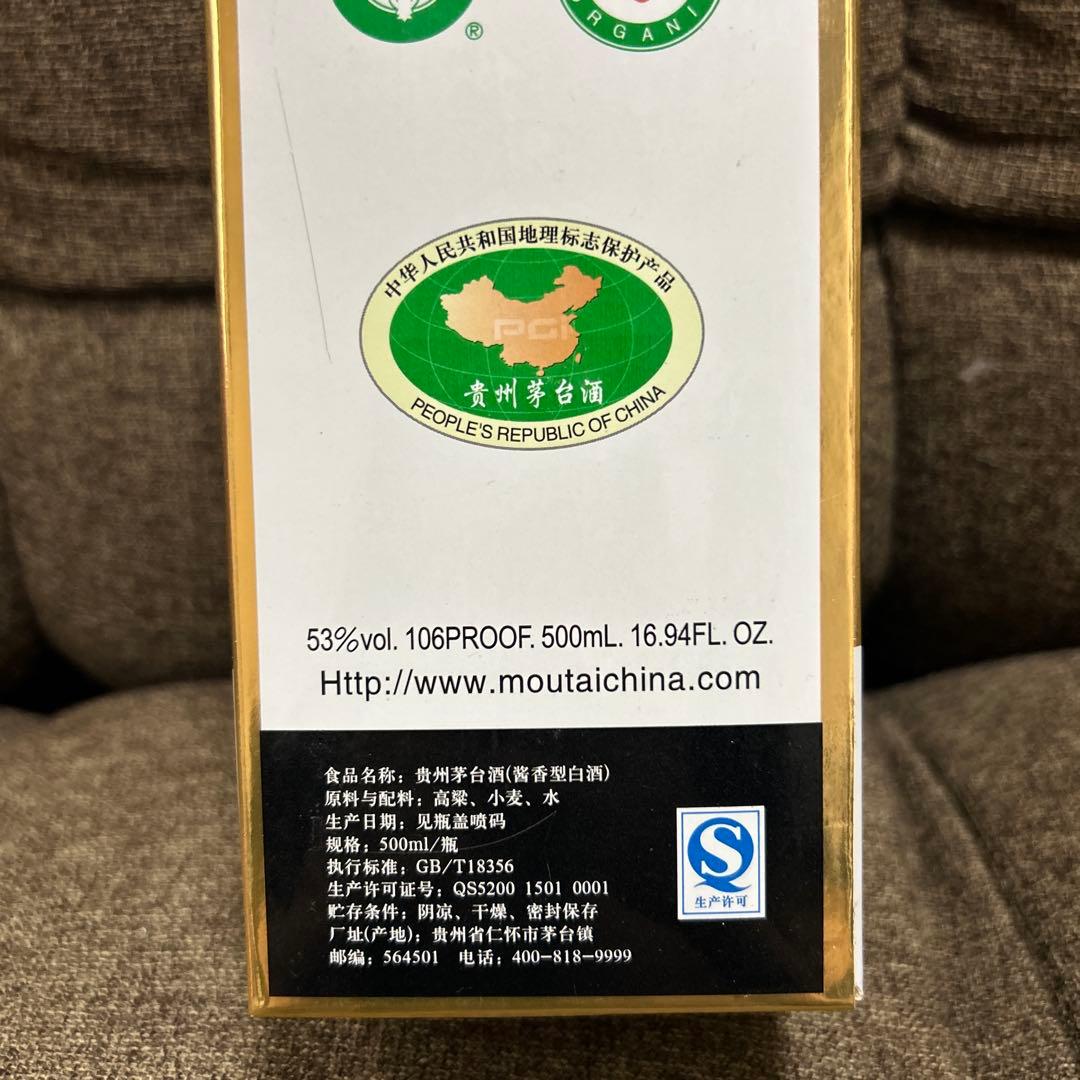 ®
ORGANI
中华人民共和国地理标志保护产品
PGI
贵州茅台酒
PEOPLE'S REPUBLIC OF CHINA
53%vol. 106PROOF. 500mL. 16.94FL. OZ.
Http://www.moutaichina.com
食品名称：贵州茅台酒(酱香型白酒)
原料与配料：高粱、小麦、水
生产日期：见瓶盖喷码
规格：500ml/瓶
执行标准：GB/T18356
生产许可证号：QS5200 1501 0001
贮存条件：阴凉、干燥、密封保存
厂址(产地)：贵州省仁怀市茅台镇
邮编：564501 电话：400-818-9999
S
生产许可